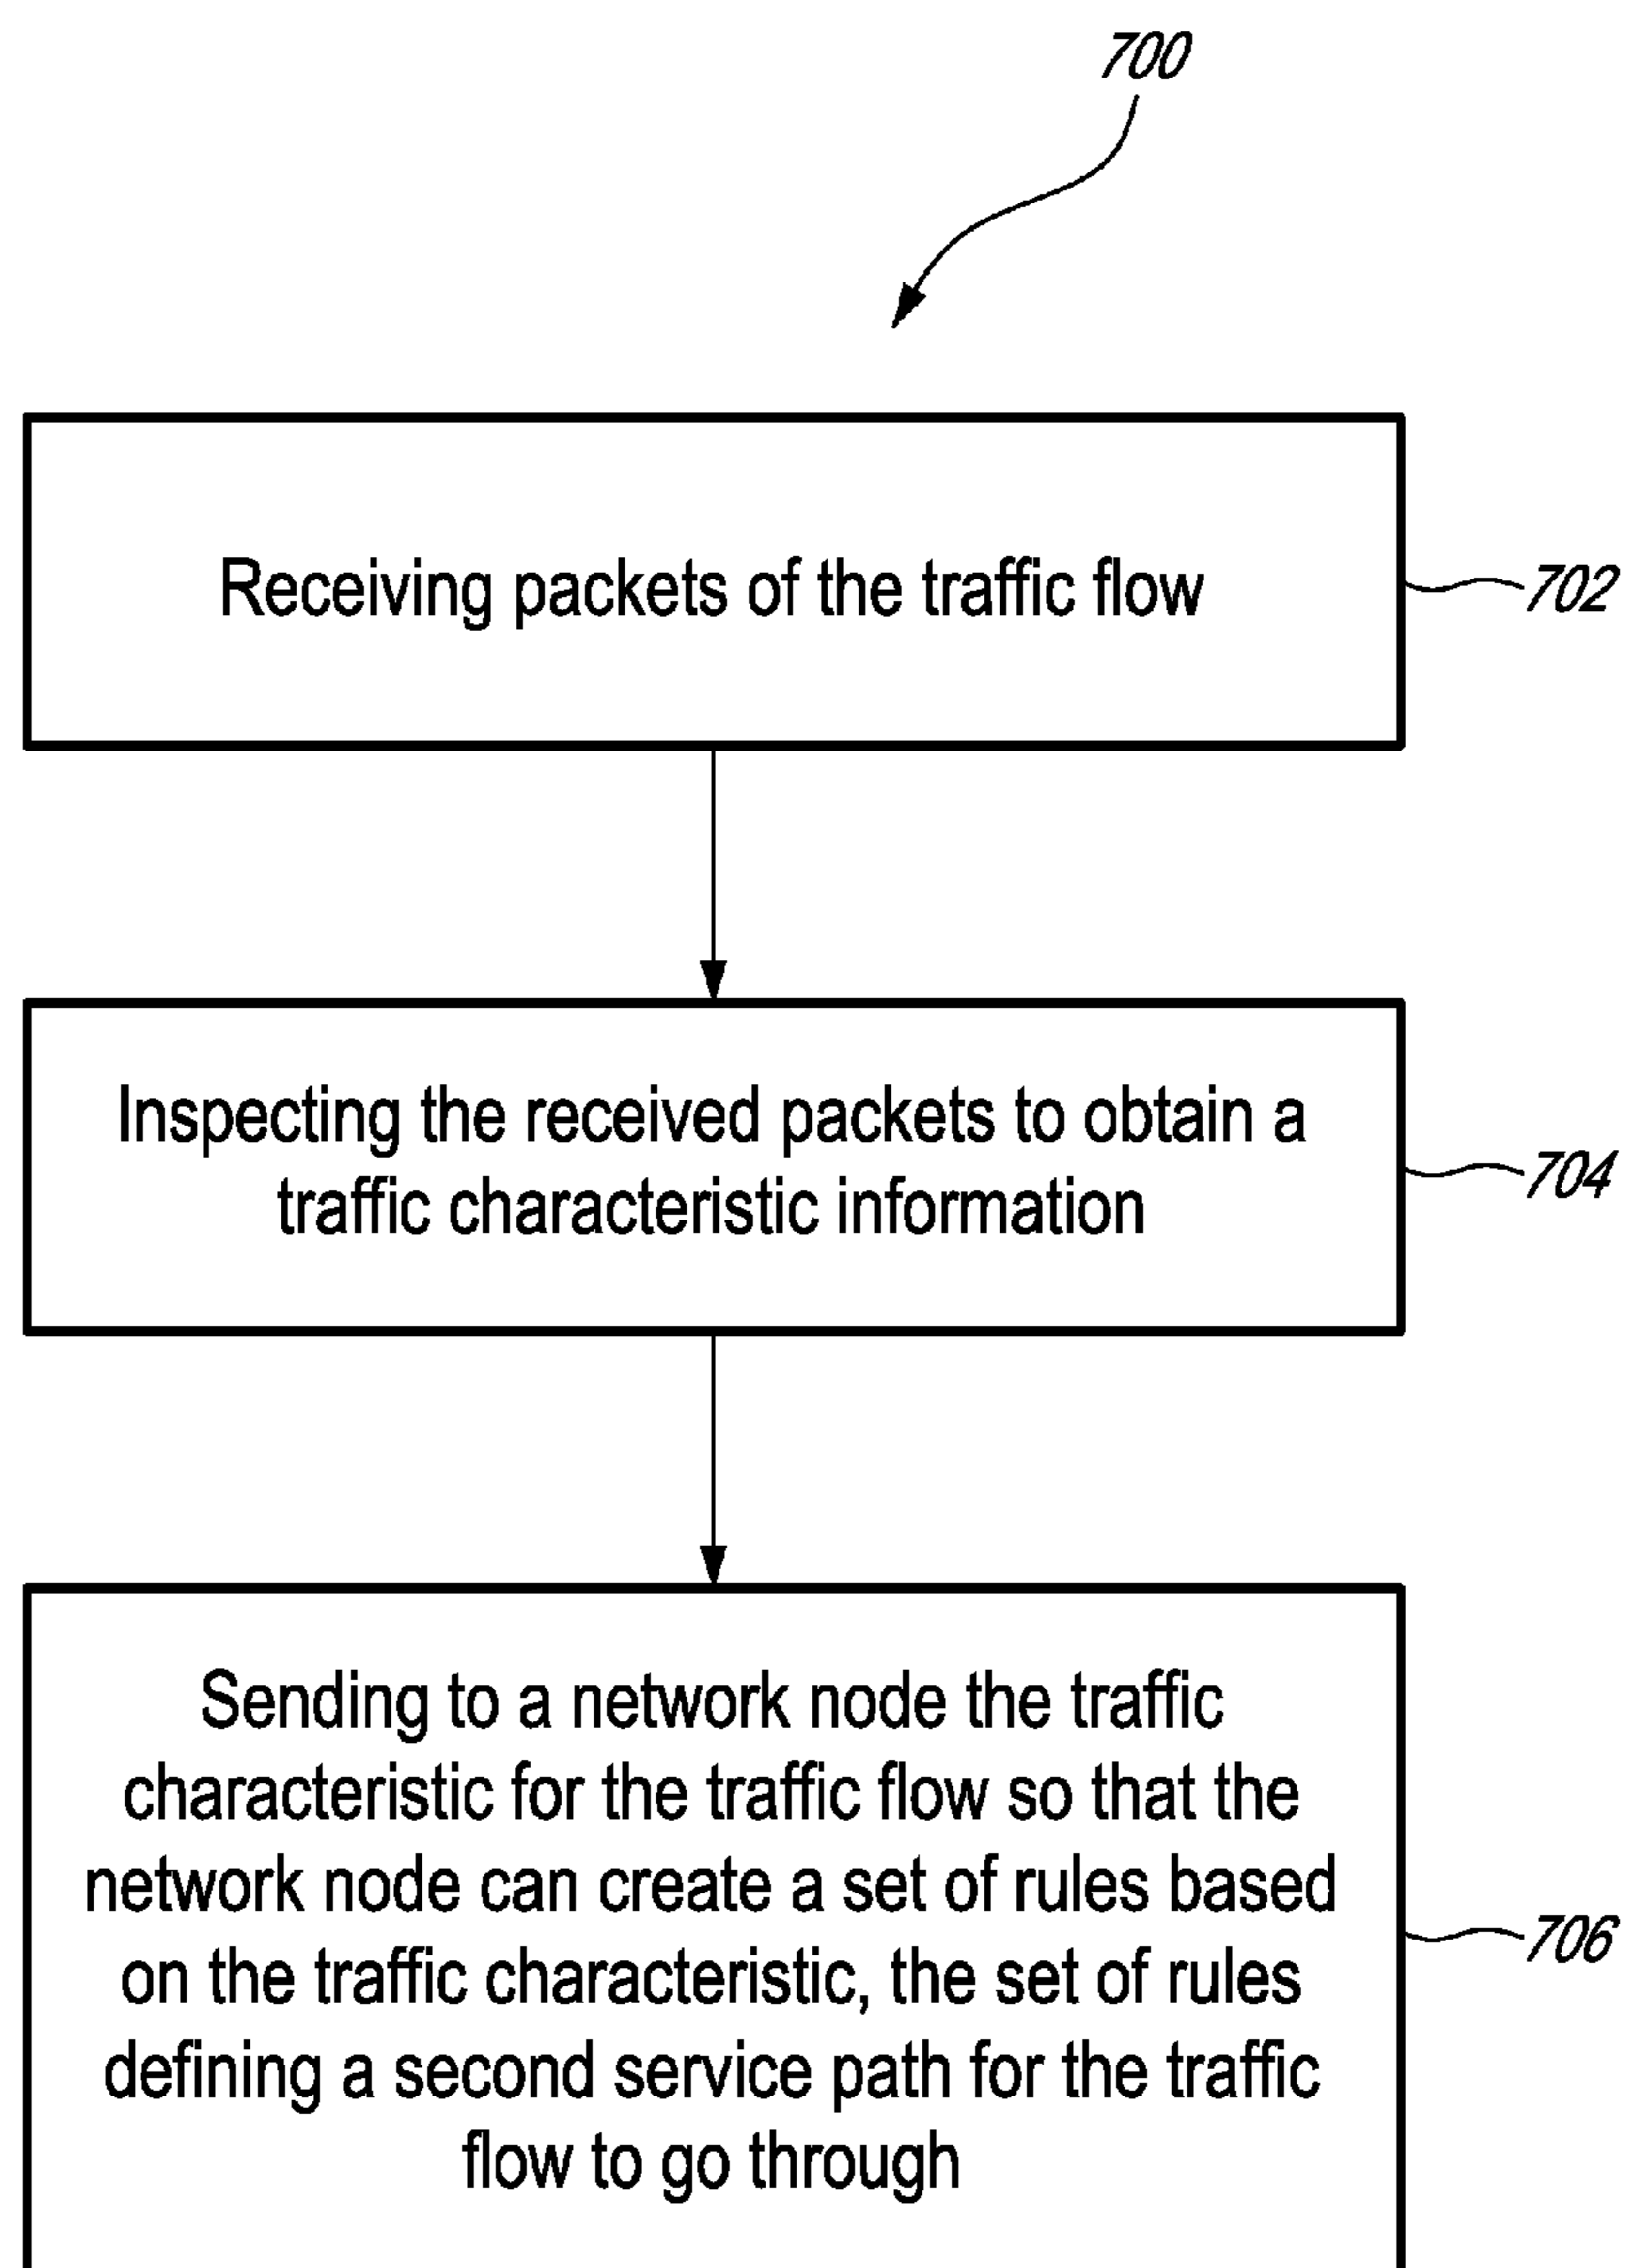 700
Receiving packets of the traffic flow
702
Inspecting the received packets to obtain a
traffic characteristic information
704
Sending to a network node the traffic
characteristic for the traffic flow so that the
network node can create a set of rules based
on the traffic characteristic, the set of rules
defining a second service path for the traffic
flow to go through
706